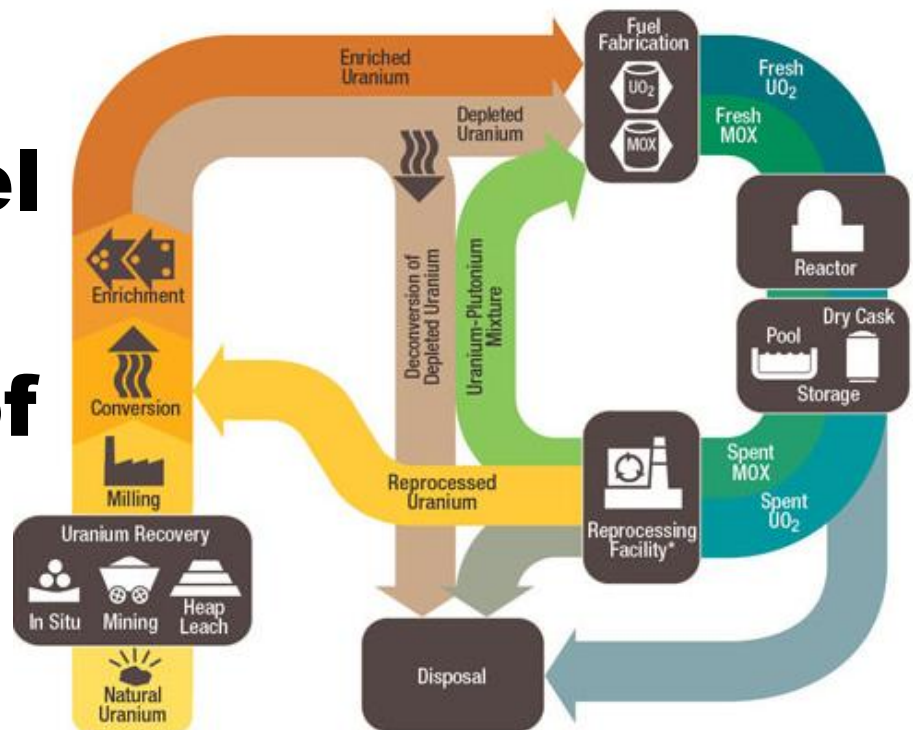 el
of
Fuel
Fabrication
UO₂
MOX
Enriched
Uranium
Depleted
Uranium
Fresh
UO₂
Fresh
MOX
Reactor
Dry Cask
Pool
Storage
Enrichment
Conversion
Milling
Uranium Recovery
In Situ
Mining
Heap
Leach
Natural
Uranium
Deconversion of
Depleted Uranium
Uranium-Plutonium
Mixture
Reprocessed
Uranium
Reprocessing
Facility*
Spent
MOX
Spent
UO₂
Disposal